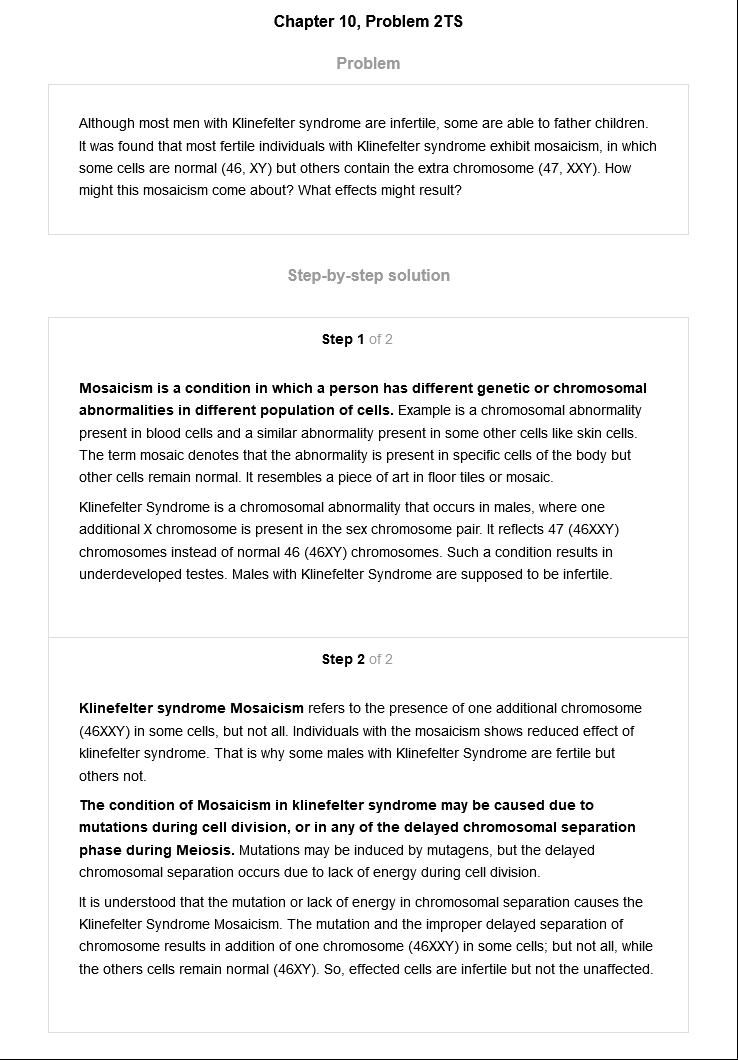 Chapter 10, Problem 2TS
Problem
Although most men with Klinefelter syndrome are infertile, some are able to father children.
It was found that most fertile individuals with Klinefelter syndrome exhibit mosaicism, in which
some cells are normal (46, XY) but others contain the extra chromosome (47, XXY). How
might this mosaicism come about? What effects might result?
Step-by-step solution
Step 1 of 2
Mosaicism is a condition in which a person has different genetic or chromosomal
abnormalities in different population of cells. Example is a chromosomal abnormality
present in blood cells and a similar abnormality present in some other cells like skin cells.
The term mosaic denotes that the abnormality is present in specific cells of the body but
other cells remain normal. It resembles a piece of art in floor tiles or mosaic.
Klinefelter Syndrome is a chromosomal abnormality that occurs in males, where one
additional X chromosome is present in the sex chromosome pair. It reflects 47 (46XXY)
chromosomes instead of normal 46 (46XY) chromosomes. Such a condition results in
underdeveloped testes. Males with Klinefelter Syndrome are supposed to be infertile.
Step 2 of 2
Klinefelter syndrome Mosaicism refers to the presence of one additional chromosome
(46XXY) in some cells, but not all. Individuals with the mosaicism shows reduced effect of
klinefelter syndrome. That is why some males with Klinefelter Syndrome are fertile but
others not.
The condition of Mosaicism in klinefelter syndrome may be caused due to
mutations during cell division, or in any of the delayed chromosomal separation
phase during Meiosis. Mutations may be induced by mutagens, but the delayed
chromosomal separation occurs due to lack of energy during cell division.
It is understood that the mutation or lack of energy in chromosomal separation causes the
Klinefelter Syndrome Mosaicism. The mutation and the improper delayed separation of
chromosome results in addition of one chromosome (46XXY) in some cells; but not all, while
the others cells remain normal (46XY). So, effected cells are infertile but not the unaffected.